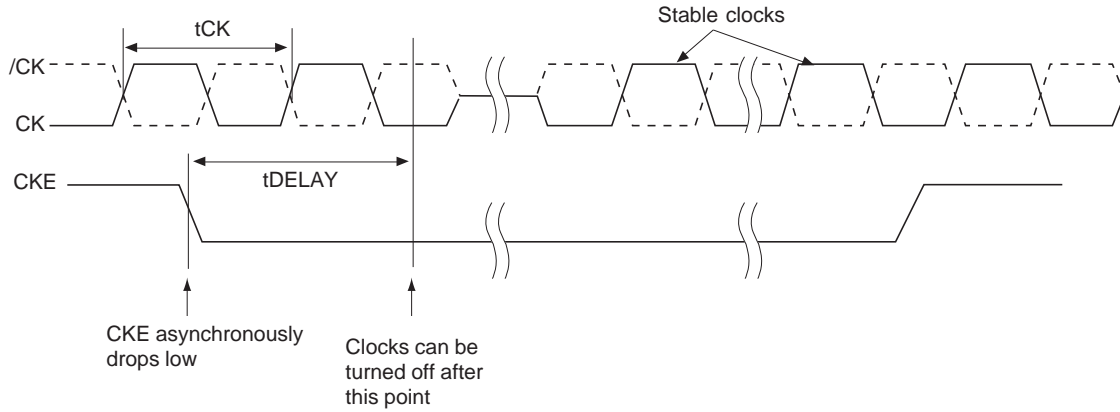 Stable clocks
tCK
/CK
CK
tDELAY
CKE
CKE asynchronously
drops low
Clocks can be
turned off after
this point